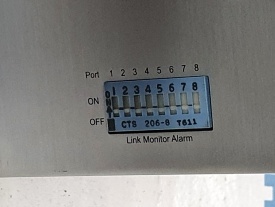 Port 1 2 3 4 5 6 7 8
1 2 3 4 5 6 7 8
ON
OFF CTS 206-8 T611
Link Monitor Alarm